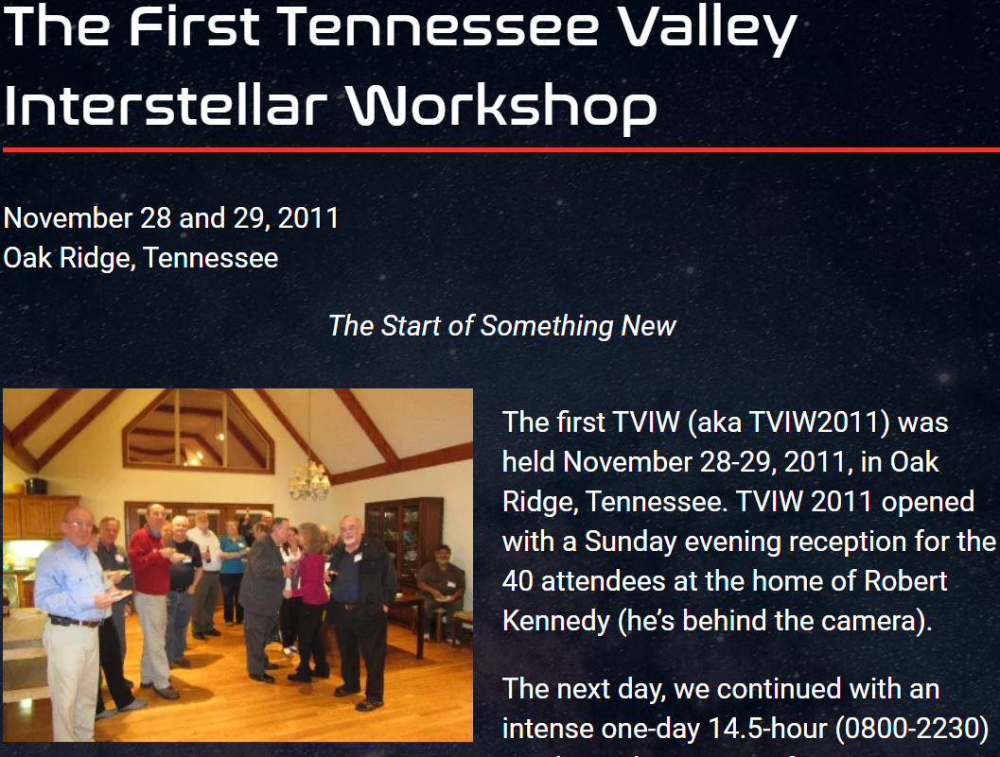 The First Tennessee Valley
Interstellar Workshop
November 28 and 29, 2011
Oak Ridge, Tennessee
The Start of Something New
The first TVIW (aka TVIW2011) was
held November 28-29, 2011, in Oak
Ridge, Tennessee. TVIW 2011 opened
with a Sunday evening reception for the
40 attendees at the home of Robert
Kennedy (he’s behind the camera).
The next day, we continued with an
intense one-day 14.5-hour (0800-2230)